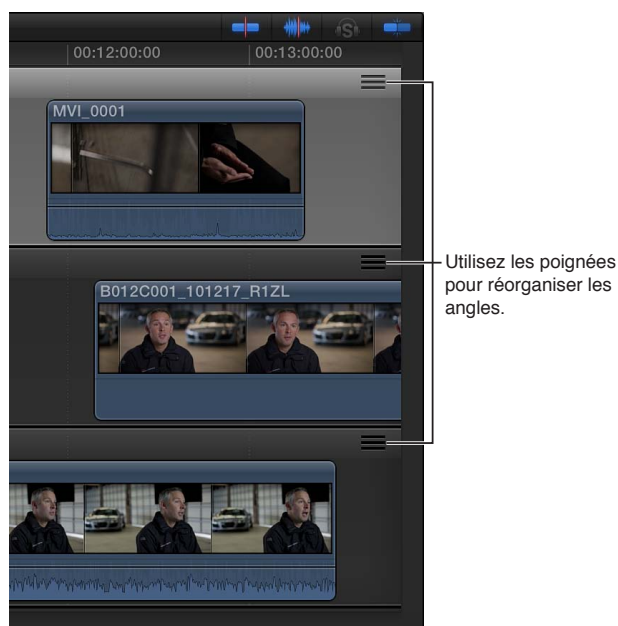 00:12:00:00
00:13:00:00
MVI_0001
B012C001_101217_R1ZL
Utilisez les poignées
pour réorganiser les
angles.